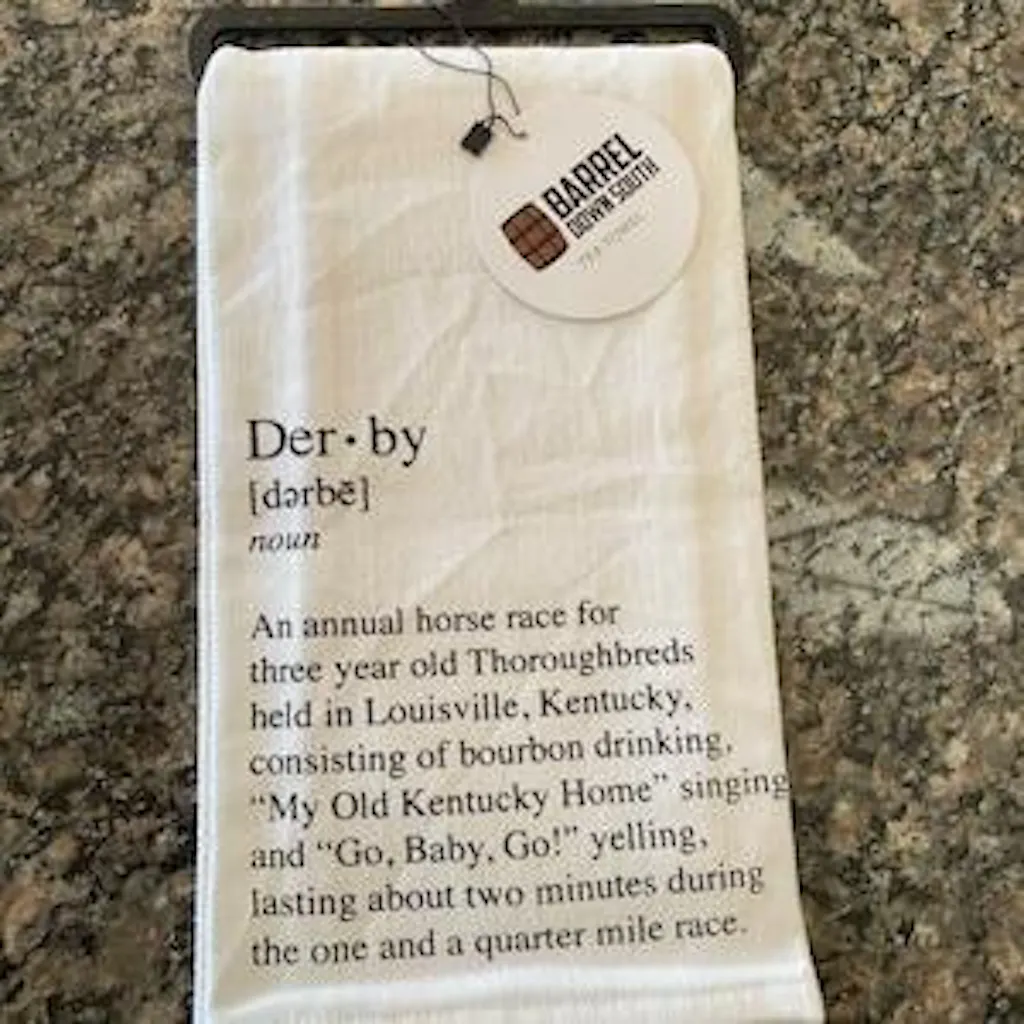 BARREL
DOWN SOUTH
TEA TOWEL
Der·by
[dərbē]
noun
An annual horse race for
three year old Thoroughbreds
held in Louisville, Kentucky,
consisting of bourbon drinking,
“My Old Kentucky Home” singing
and “Go, Baby, Go!” yelling,
lasting about two minutes during
the one and a quarter mile race.